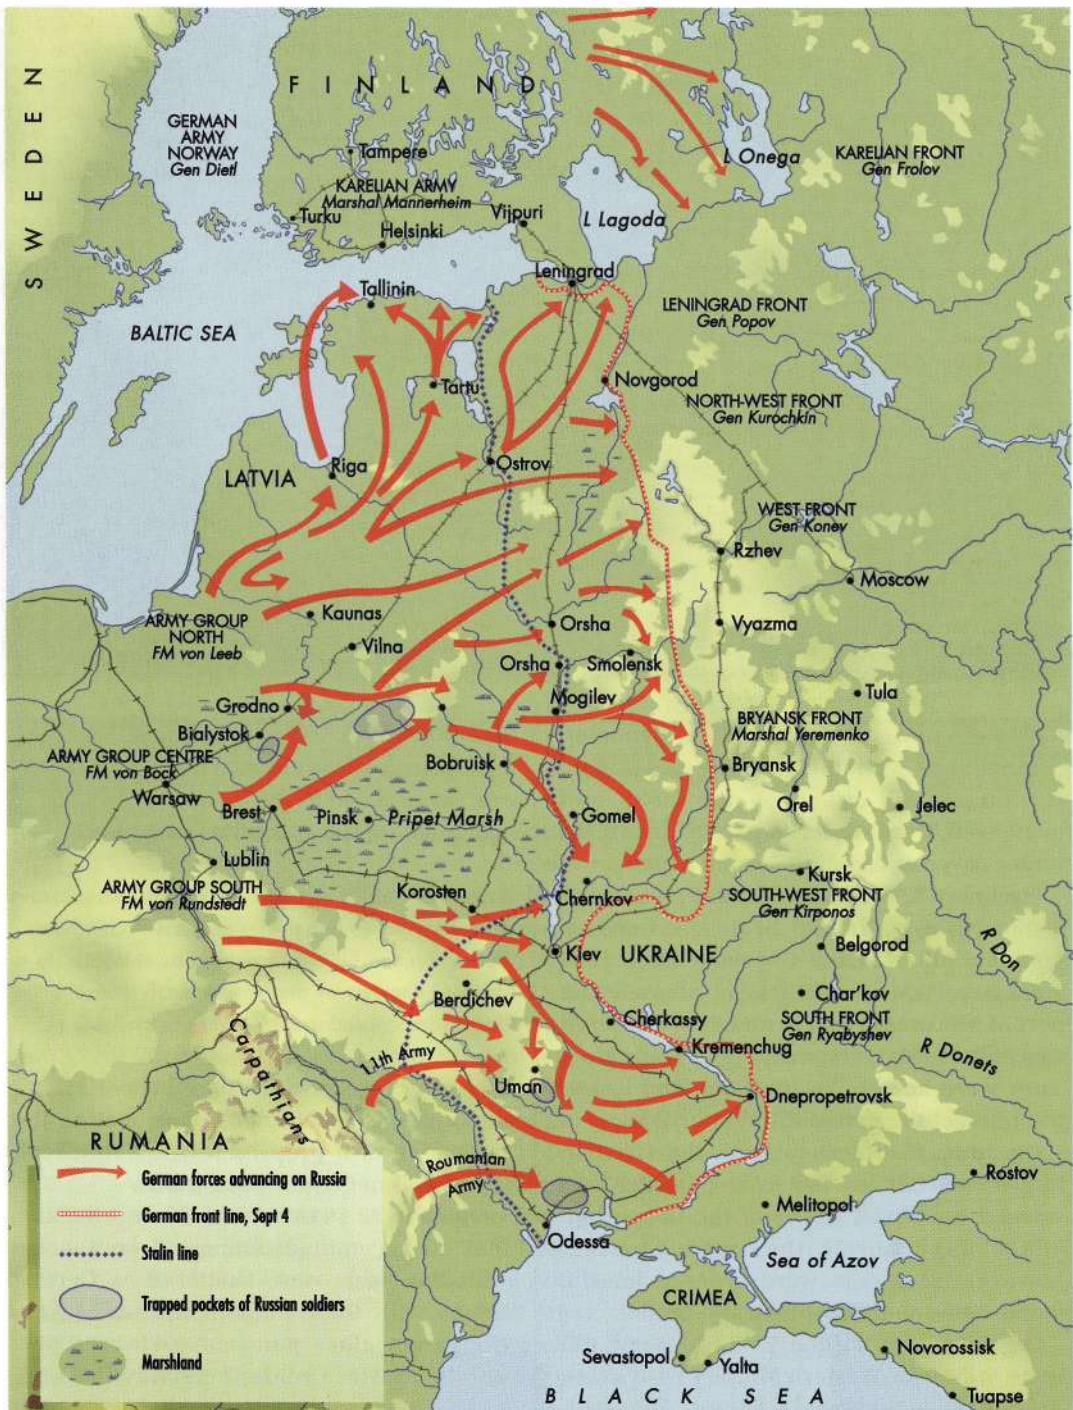 SWEDEN
FINLAND
GERMAN
ARMY
NORWAY
Gen Dietl
Tampere
KARELIAN ARMY
Marshal Mannerheim
Turku
Helsinki
Vijpuri
L Onega
KARELIAN FRONT
Gen Frolov
L Lagoda
Leningrad
Tallinin
BALTIC SEA
LENINGRAD FRONT
Gen Popov
Tartu
Novgorod
NORTH-WEST FRONT
Gen Kurochkin
Ostrov
Riga
LATVIA
WEST FRONT
Gen Konev
Rzhev
Moscow
ARMY GROUP
NORTH
FM von Leeb
Kaunas
Vilna
Orsha
Vyazma
Orsha
Smolensk
Mogilev
Tula
Grodno
Bialystok
BRYANSK FRONT
Marshal Yeremenko
ARMY GROUP CENTRE
FM von Bock
Bobruisk
Bryansk
Warsaw
Brest
Pinsk
Pripet Marsh
Gomel
Orel
Jelec
Lublin
ARMY GROUP SOUTH
FM von Rundstedt
Korosten
Chernkov
Kursk
SOUTH-WEST FRONT
Gen Kirponos
Kiev
UKRAINE
Belgorod
R Don
Berdichev
Char'kov
Cherkassy
SOUTH FRONT
Gen Ryabyshev
Carpathians
11th Army
Kremenchug
R Donets
Uman
Dnepropetrovsk
RUMANIA
Roumanian
Army
Rostov
Melitopol
Odessa
Sea of Azov
CRIMEA
Sevastopol
Yalta
Novorossisk
BLACK SEA
Tuapse
German forces advancing on Russia
German front line, Sept 4
Stalin line
Trapped pockets of Russian soldiers
Marshland